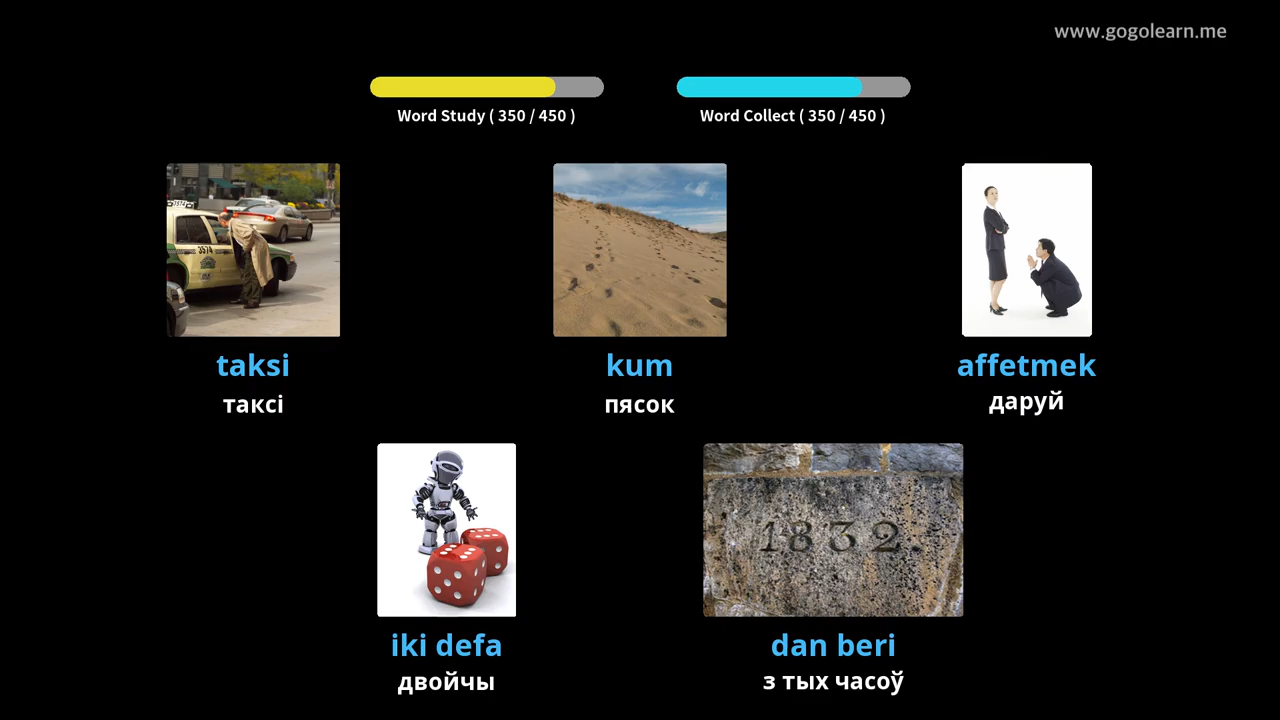 www.gogolearn.me
Word Study ( 350 / 450 )
Word Collect ( 350 / 450 )
3574
taksi
таксі
kum
пясок
affetmek
даруй
1832.
iki defa
двойчы
dan beri
з тых часоў